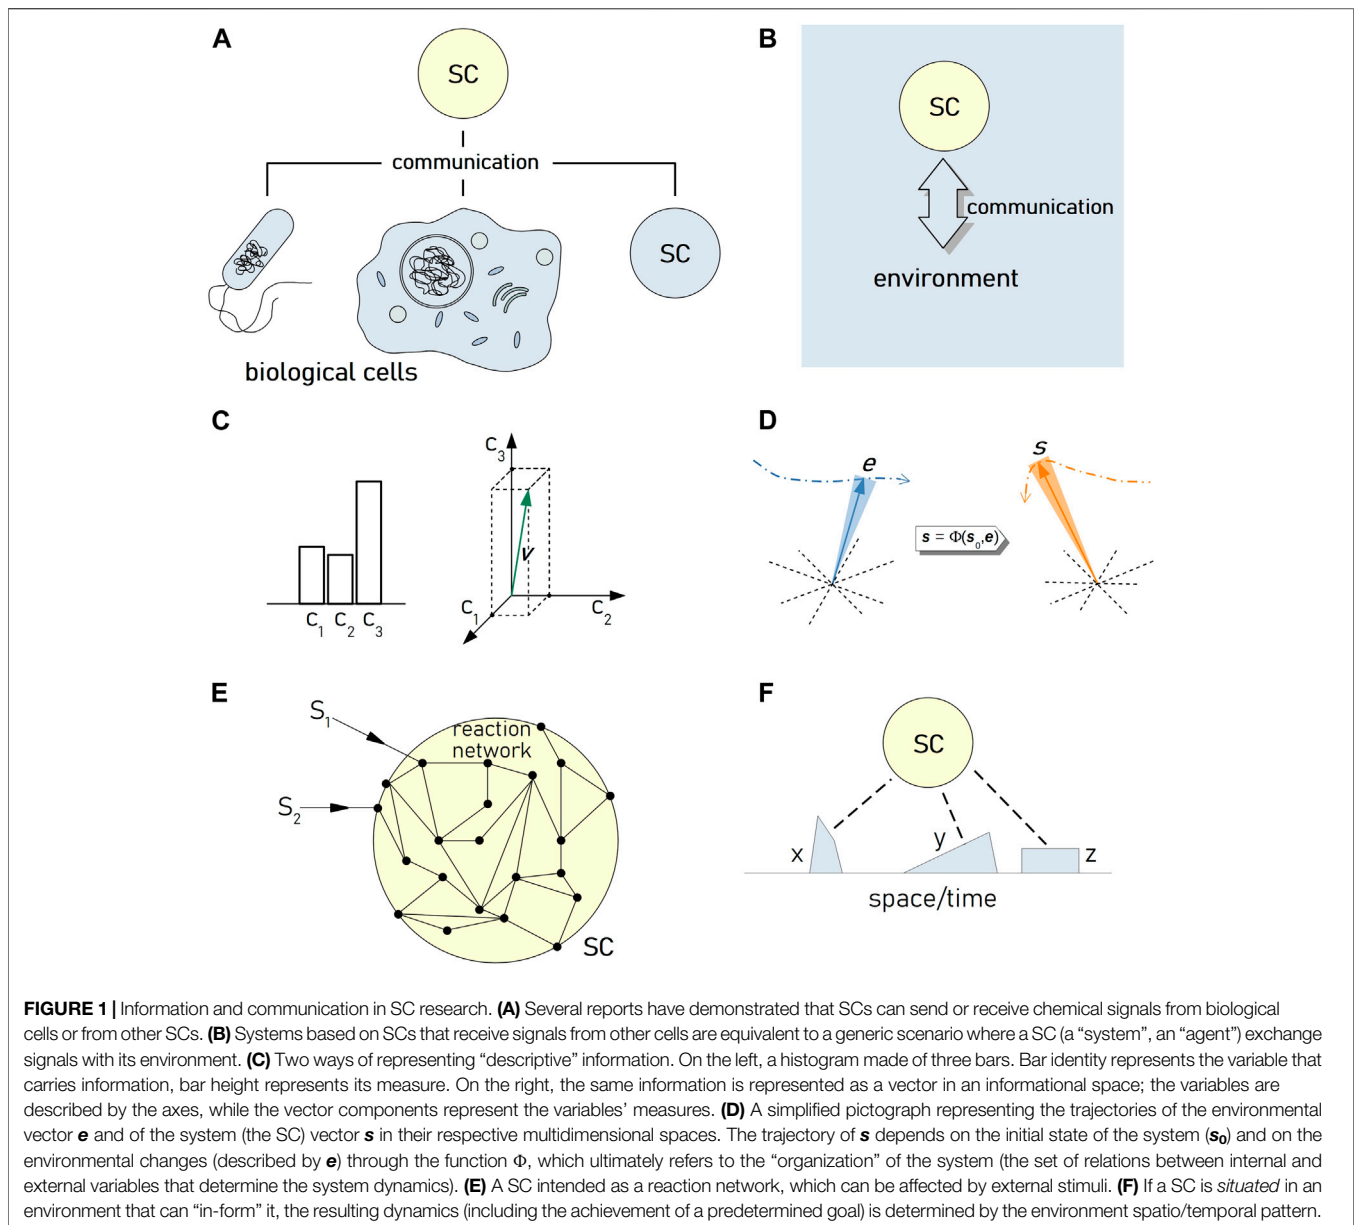 A
SC
communication
SC
biological cells
B
SC
communication
environment
C
C1 C2 C3
C3
V
C1
C2
D
e
s
s = Φ(s0,e)
E
S1
reaction
network
S2
SC
F
SC
x
y
z
space/time
FIGURE 1 | Information and communication in SC research. (A) Several reports have demonstrated that SCs can send or receive chemical signals from biological
cells or from other SCs. (B) Systems based on SCs that receive signals from other cells are equivalent to a generic scenario where a SC (a “system”, an “agent”) exchange
signals with its environment. (C) Two ways of representing “descriptive” information. On the left, a histogram made of three bars. Bar identity represents the variable that
carries information, bar height represents its measure. On the right, the same information is represented as a vector in an informational space; the variables are
described by the axes, while the vector components represent the variables’ measures. (D) A simplified pictograph representing the trajectories of the environmental
vector e and of the system (the SC) vector s in their respective multidimensional spaces. The trajectory of s depends on the initial state of the system (s0) and on the
environmental changes (described by e) through the function Φ, which ultimately refers to the “organization” of the system (the set of relations between internal and
external variables that determine the system dynamics). (E) A SC intended as a reaction network, which can be affected by external stimuli. (F) If a SC is situated in an
environment that can “in-form” it, the resulting dynamics (including the achievement of a predetermined goal) is determined by the environment spatio/temporal pattern.